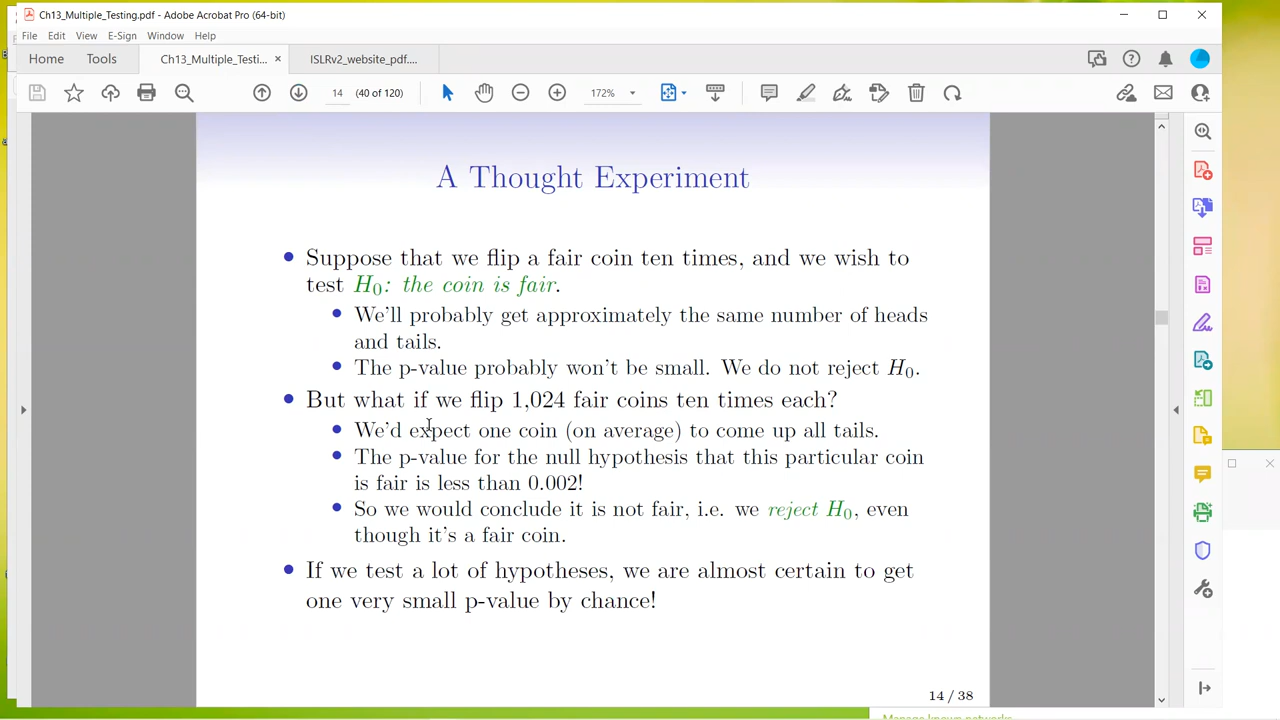 Ch13_Multiple_Testing.pdf - Adobe Acrobat Pro (64-bit)
File Edit View E-Sign Window Help
Home Tools Ch13_Multiple_Testi... × ISLRv2_website_pdf....
14 (40 of 120) 172%
A Thought Experiment
• Suppose that we flip a fair coin ten times, and we wish to
test H₀: the coin is fair.
• We'll probably get approximately the same number of heads
and tails.
• The p-value probably won't be small. We do not reject H₀.
• But what if we flip 1,024 fair coins ten times each?
• We'd expect one coin (on average) to come up all tails.
• The p-value for the null hypothesis that this particular coin
is fair is less than 0.002!
• So we would conclude it is not fair, i.e. we reject H₀, even
though it's a fair coin.
• If we test a lot of hypotheses, we are almost certain to get
one very small p-value by chance!
14 / 38
Manage known networks